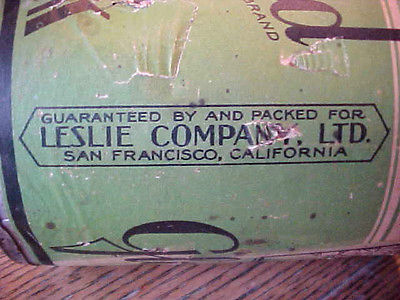 BRAND
GUARANTEED BY AND PACKED FOR
LESLIE COMPANY, LTD.
SAN FRANCISCO, CALIFORNIA